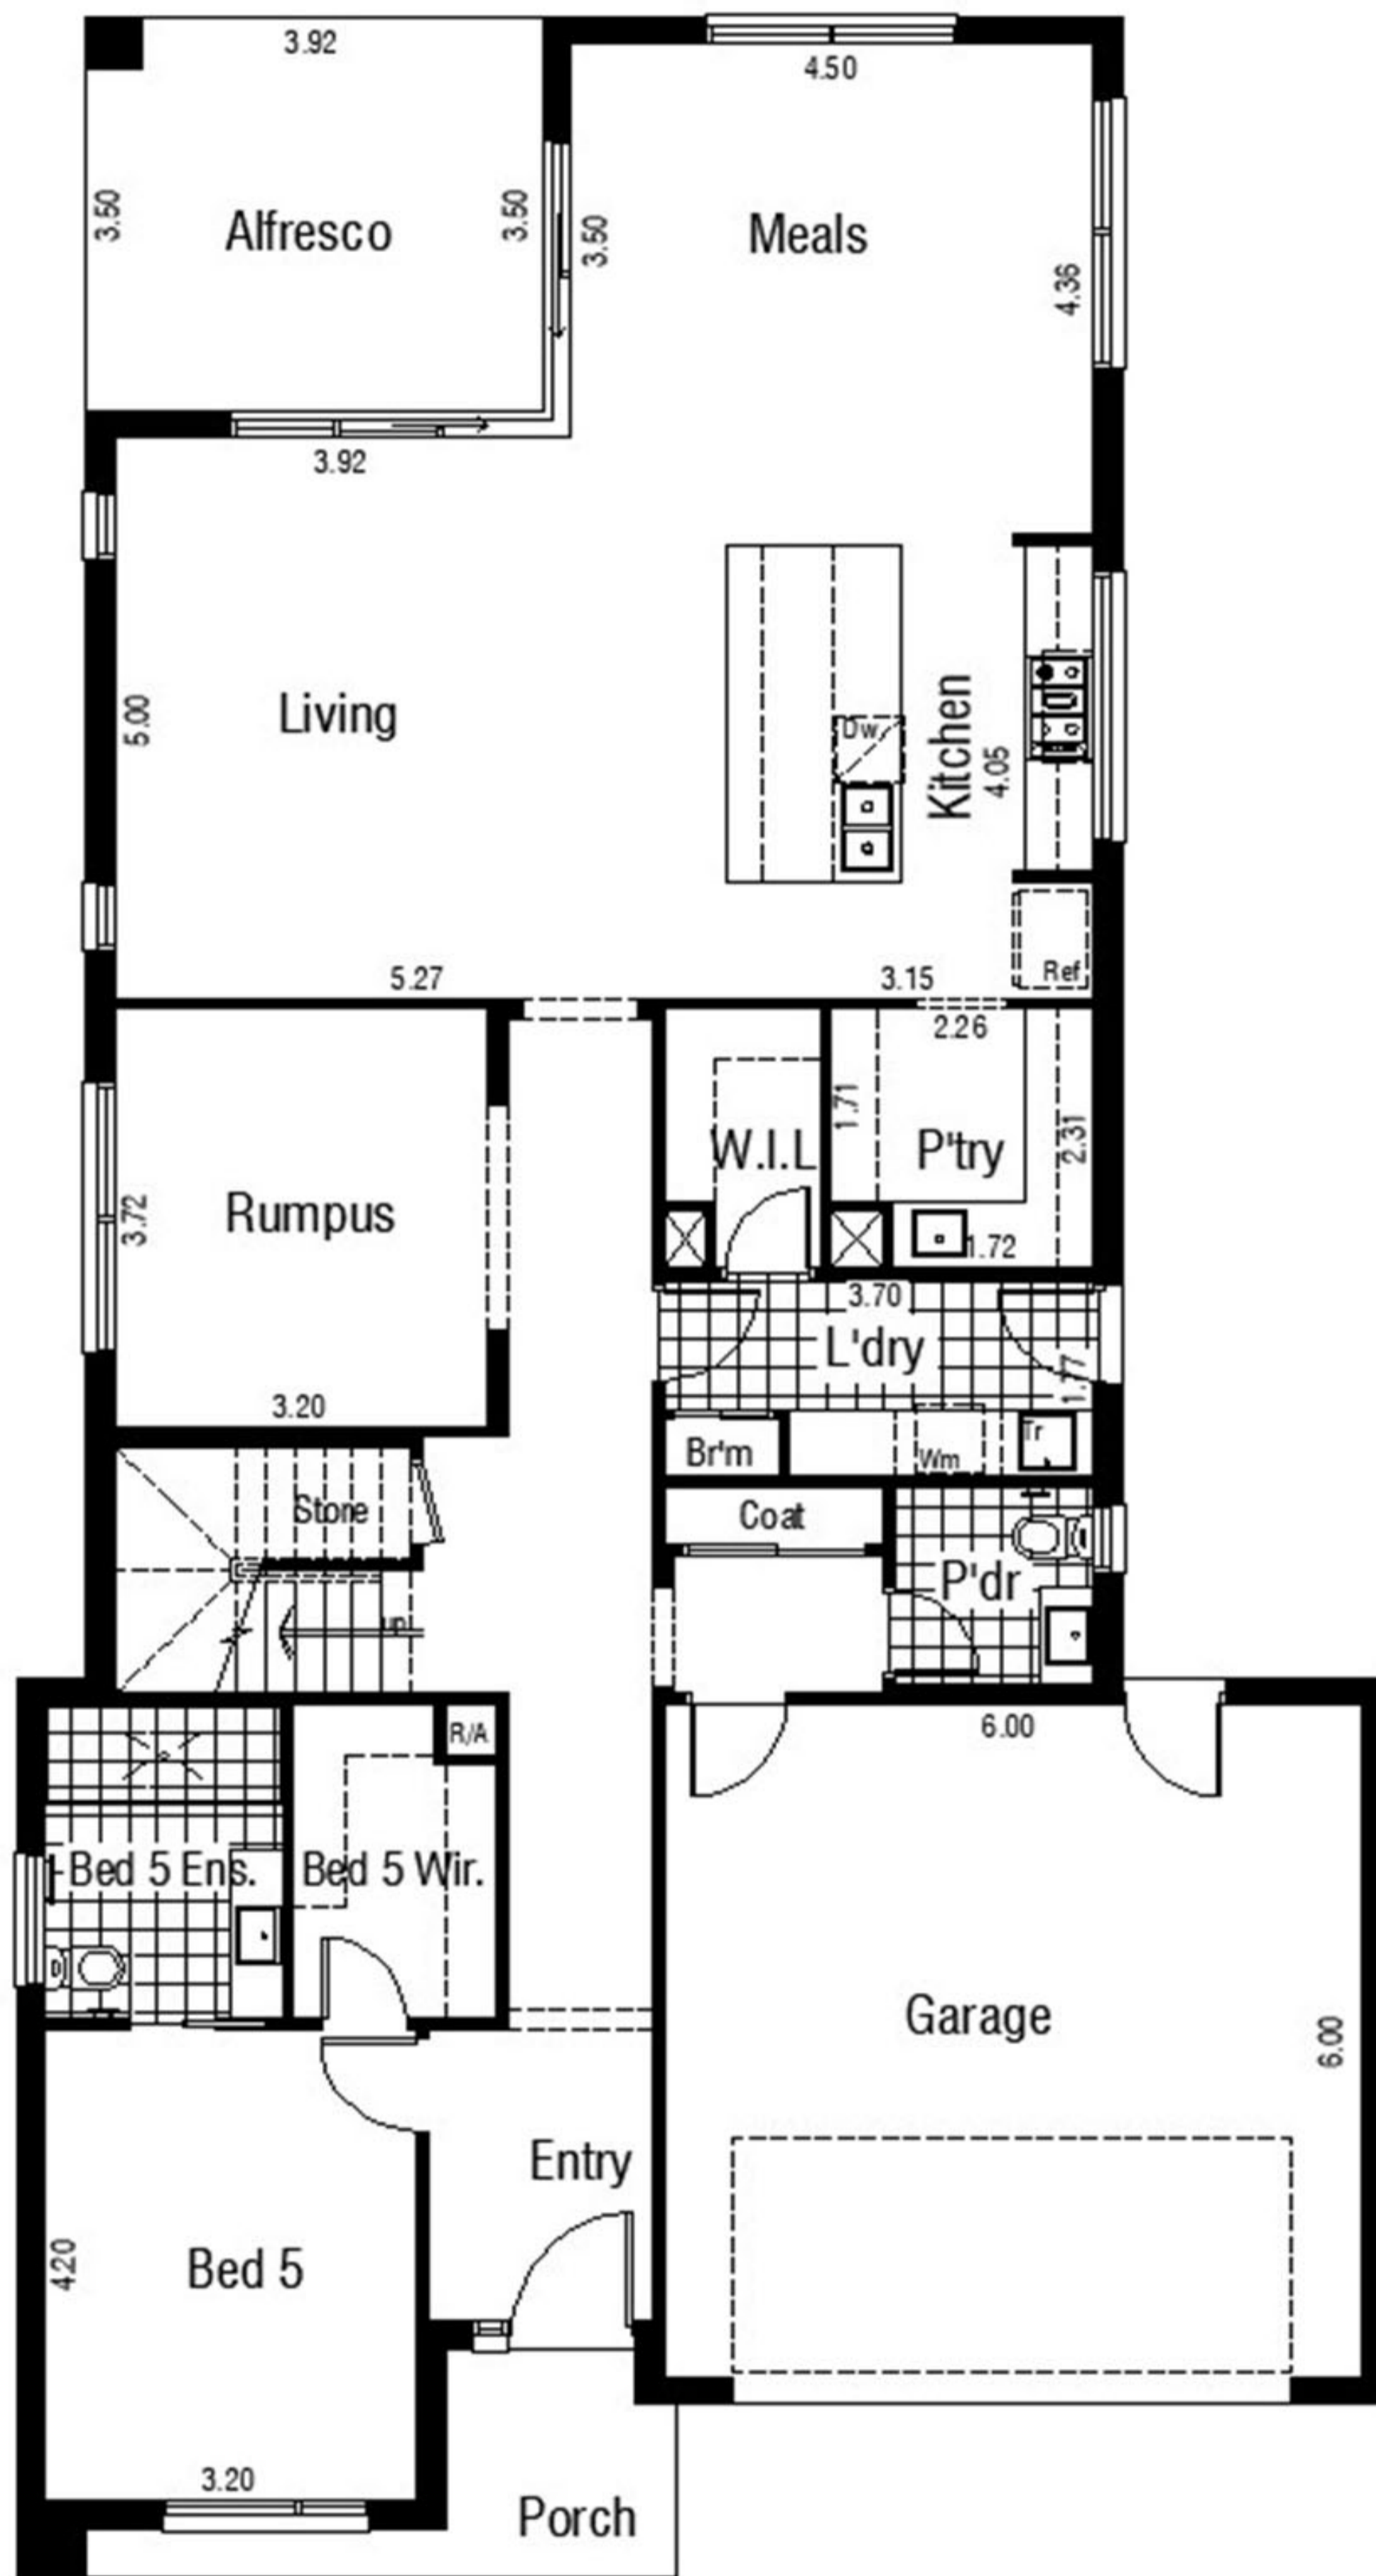 3.92
4.50
3.50
Alfresco
3.50
3.50
Meals
4.36
3.92
5.00
Living
Dw.
Kitchen
4.05
5.27
3.15
Ref
2.26
1.71
W.I.L
P'try
2.31
3.72
Rumpus
1.72
3.70
L'dry
1.77
3.20
Br'm
Wm
Tr
Store
Coat
P'dr
up
R/A
6.00
Bed 5 Ens.
Bed 5 Wir.
Garage
6.00
Entry
420
Bed 5
3.20
Porch